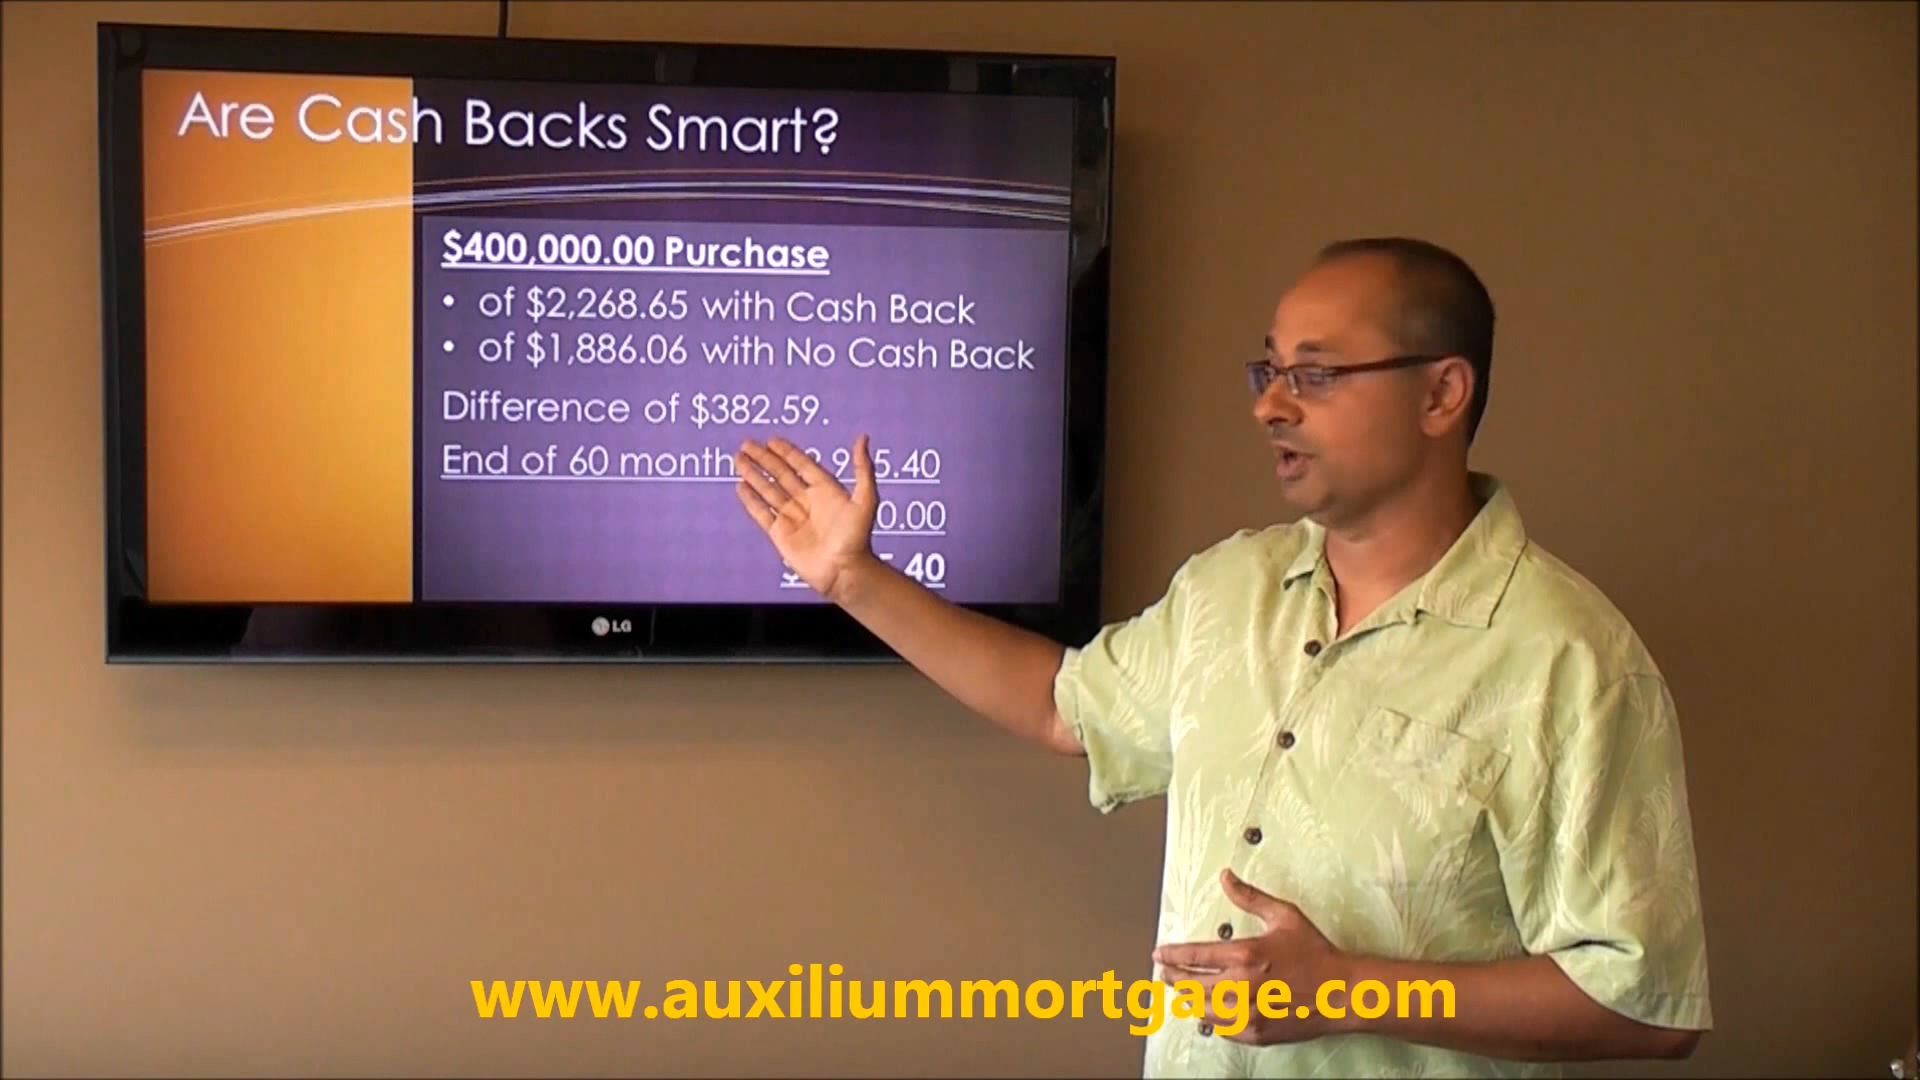 Are Cash Backs Smart?
$400,000.00 Purchase
• of $2,268.65 with Cash Back
• of $1,886.06 with No Cash Back
Difference of $382.59.
End of 60
LG
www.auxiliummortgage.com